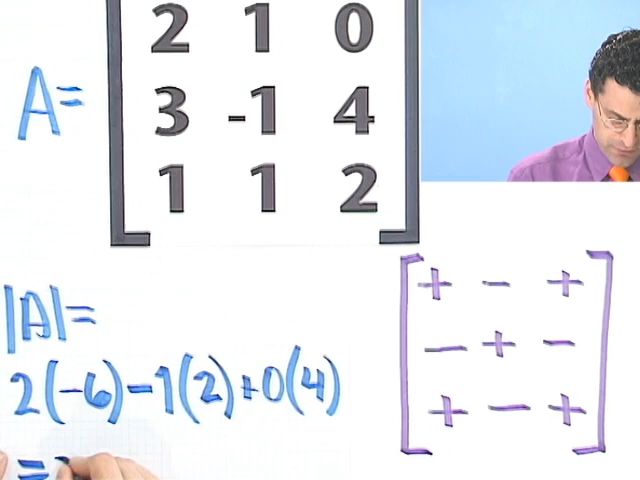 A=
2 1 0
3 -1 4
1 1 2
|A|=
2(-6)-1(2)+0(4)
=
+ - +
- + -
+ - +